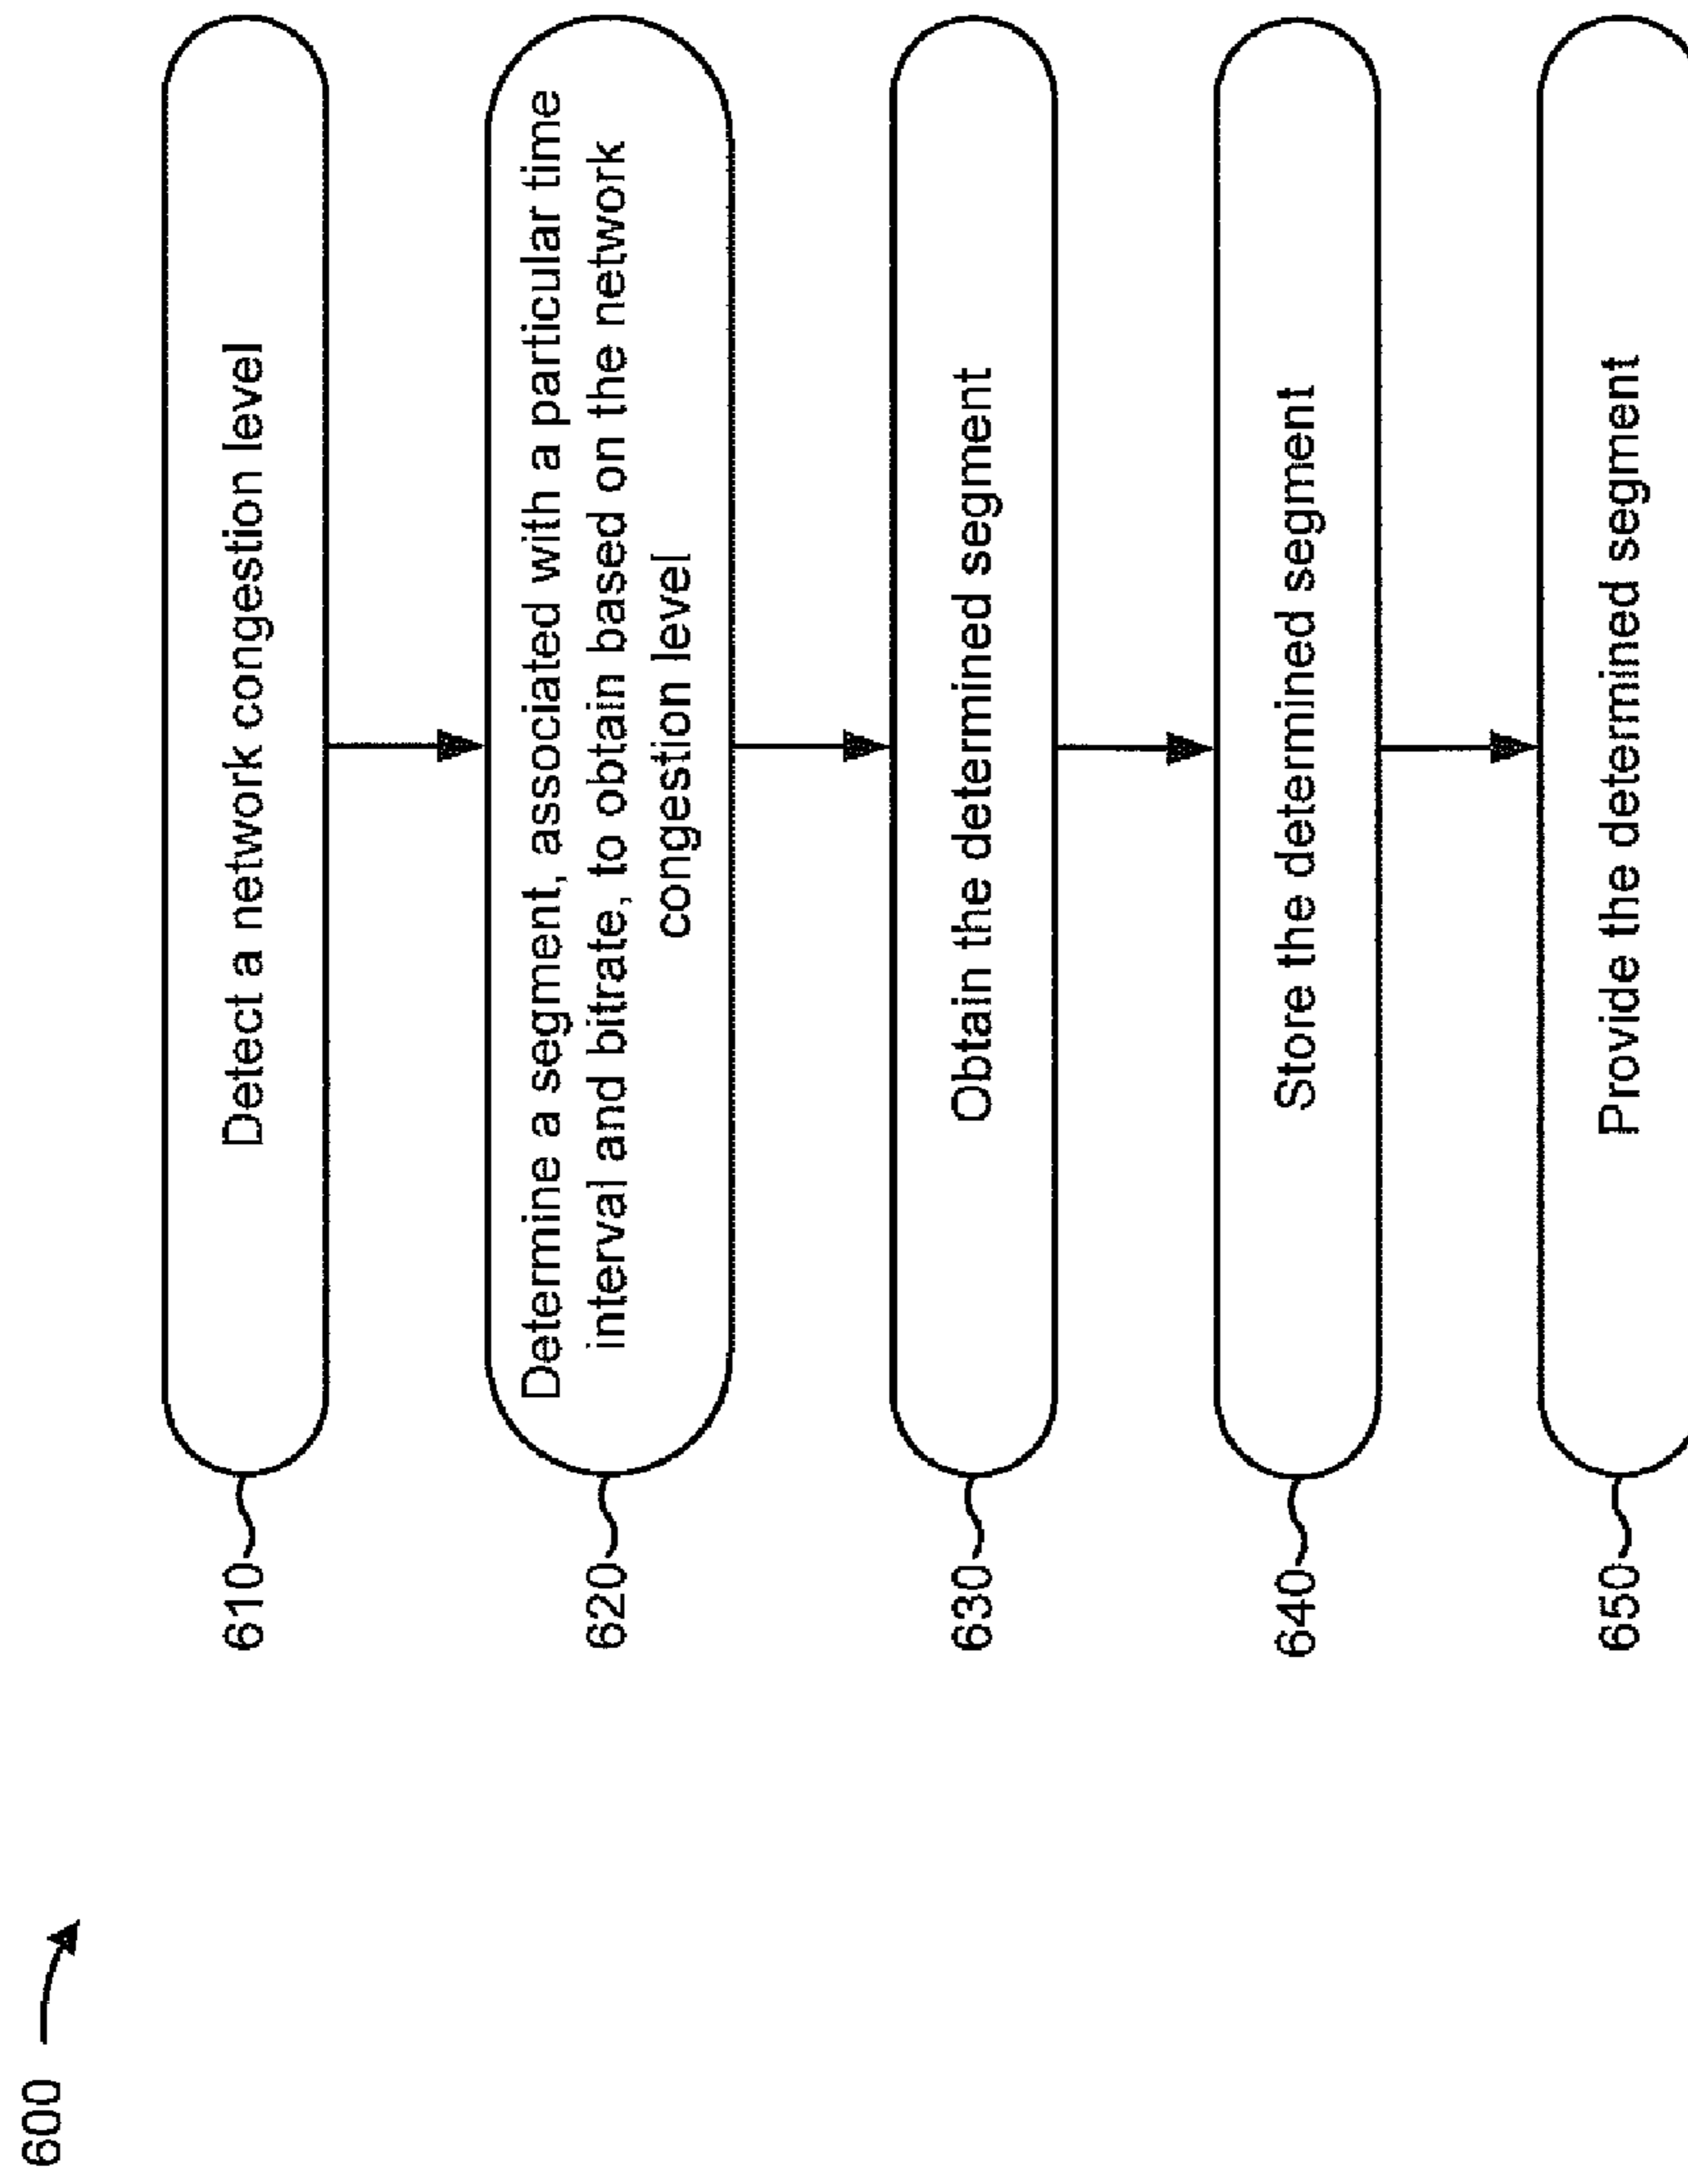 600
610
Detect a network congestion level
620
Determine a segment, associated with a particular time
interval and bitrate, to obtain based on the network
congestion level
630
Obtain the determined segment
640
Store the determined segment
650
Provide the determined segment